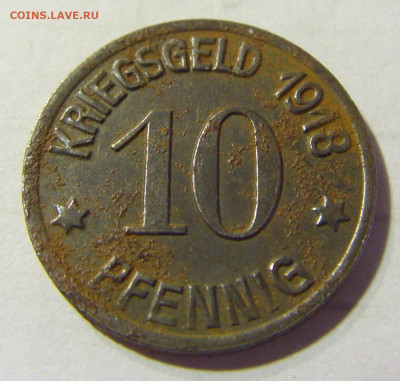 COINS.LAVE.RU
KRIEGSGELD 1918
10
PFENNIG